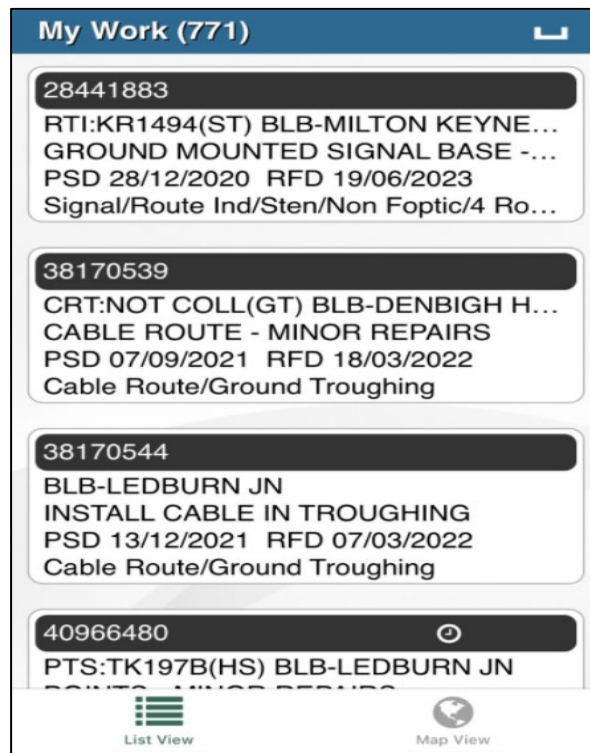 My Work (771)
28441883
RTI:KR1494(ST) BLB-MILTON KEYNE...
GROUND MOUNTED SIGNAL BASE -...
PSD 28/12/2020 RFD 19/06/2023
Signal/Route Ind/Sten/Non Foptic/4 Ro...
38170539
CRT:NOT COLL(GT) BLB-DENBIGH H...
CABLE ROUTE - MINOR REPAIRS
PSD 07/09/2021 RFD 18/03/2022
Cable Route/Ground Troughing
38170544
BLB-LEDBURN JN
INSTALL CABLE IN TROUGHING
PSD 13/12/2021 RFD 07/03/2022
Cable Route/Ground Troughing
40966480
PTS:TK197B(HS) BLB-LEDBURN JN
POINTS - MINOR REPAIRS
List View
Map View